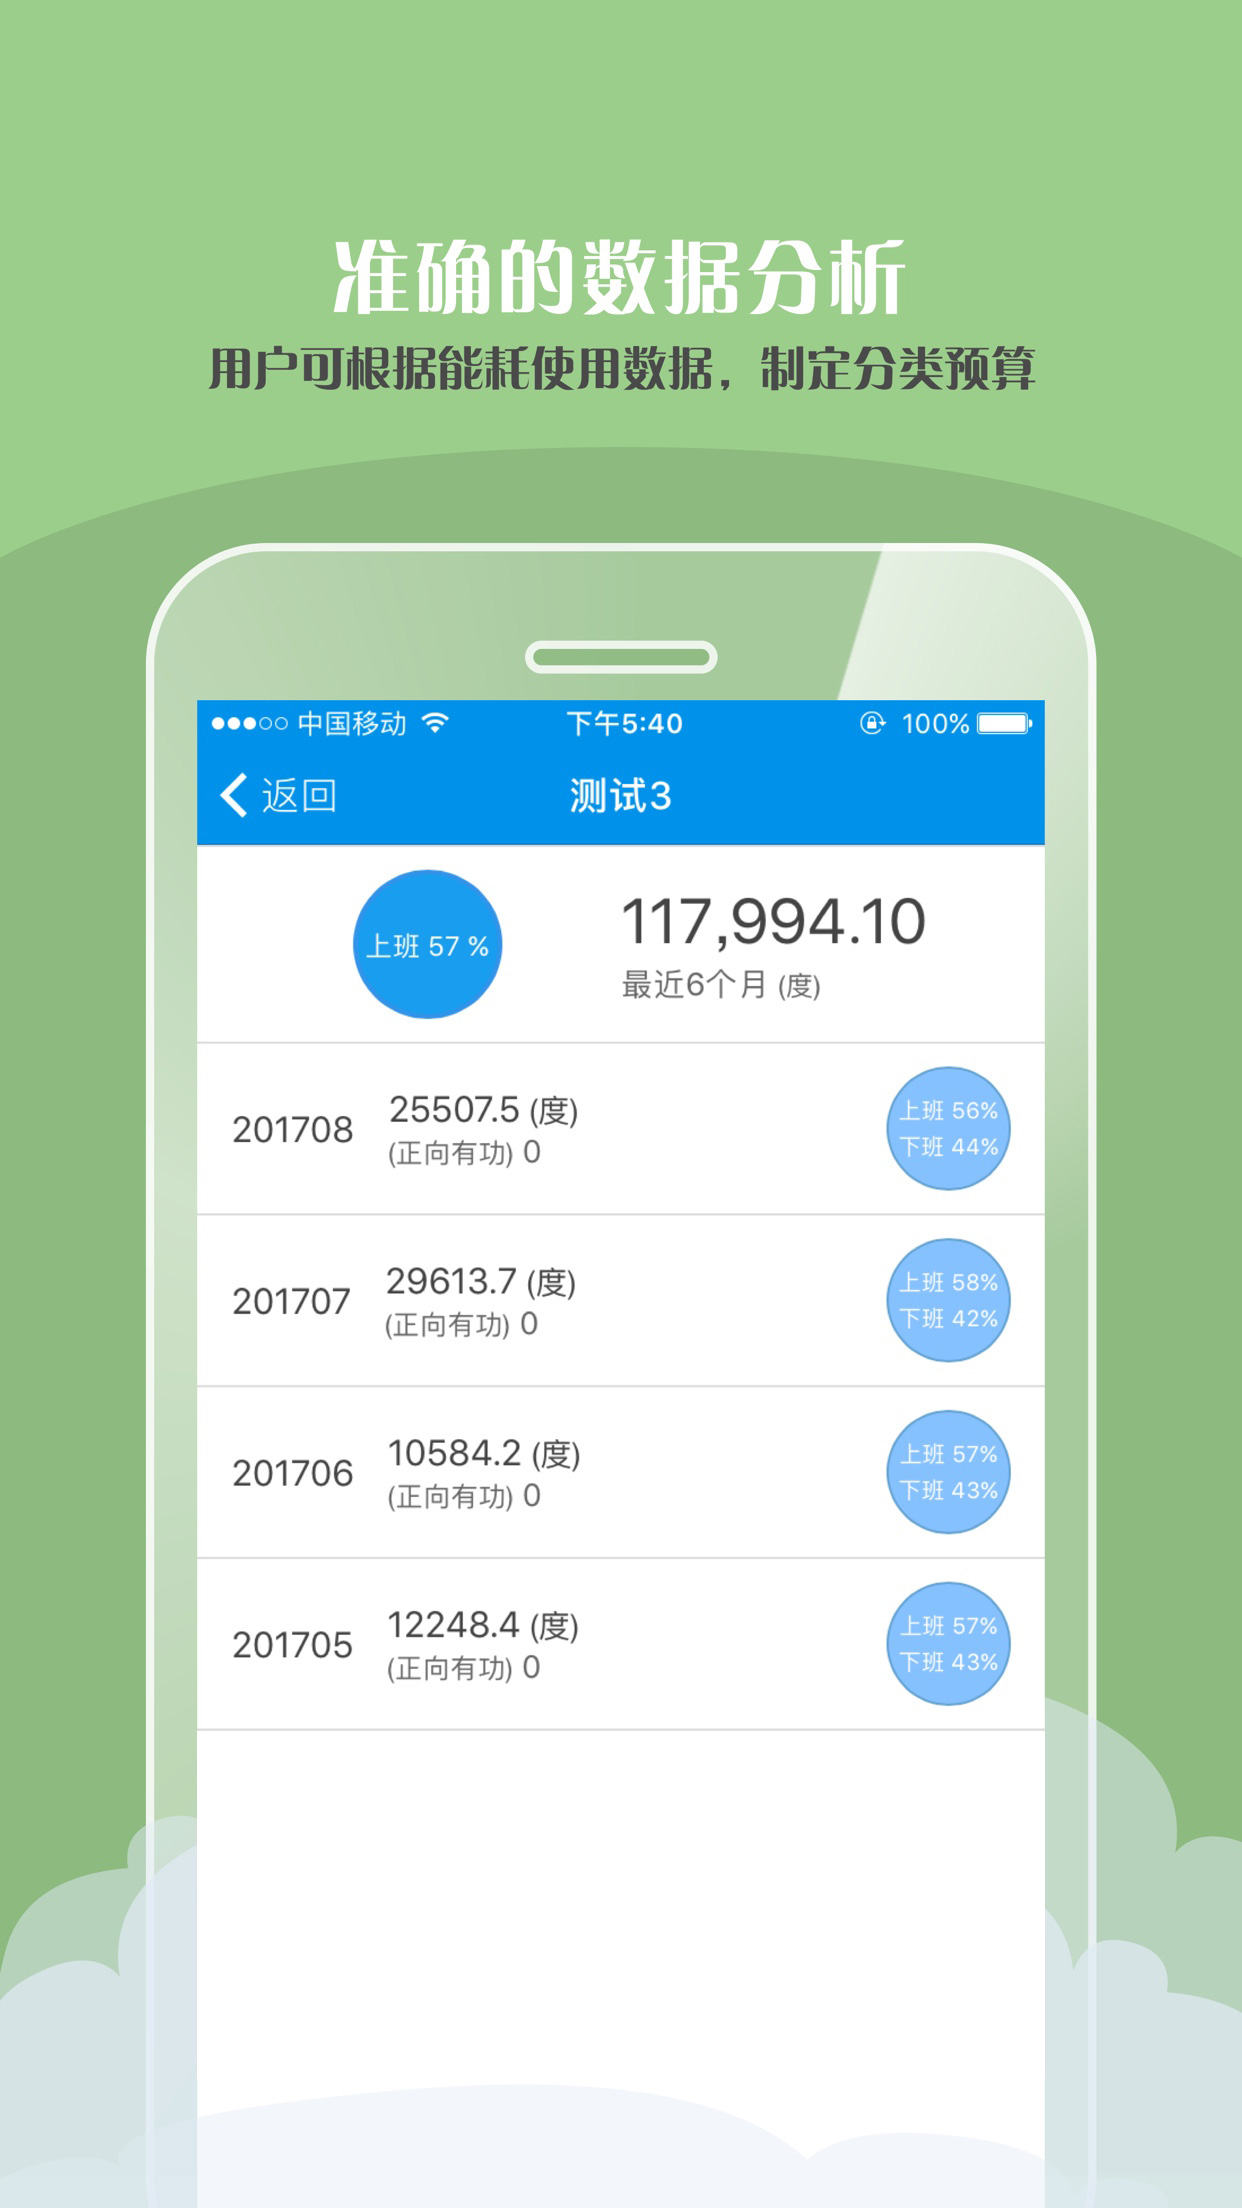 准确的数据分析
用户可根据能耗使用数据，制定分类预算
中国移动 下午5:40 100%
返回 测试3
上班 57 %
117,994.10
最近6个月 (度)
201708
25507.5 (度)
(正向有功) 0
上班 56%
下班 44%
201707
29613.7 (度)
(正向有功) 0
上班 58%
下班 42%
201706
10584.2 (度)
(正向有功) 0
上班 57%
下班 43%
201705
12248.4 (度)
(正向有功) 0
上班 57%
下班 43%